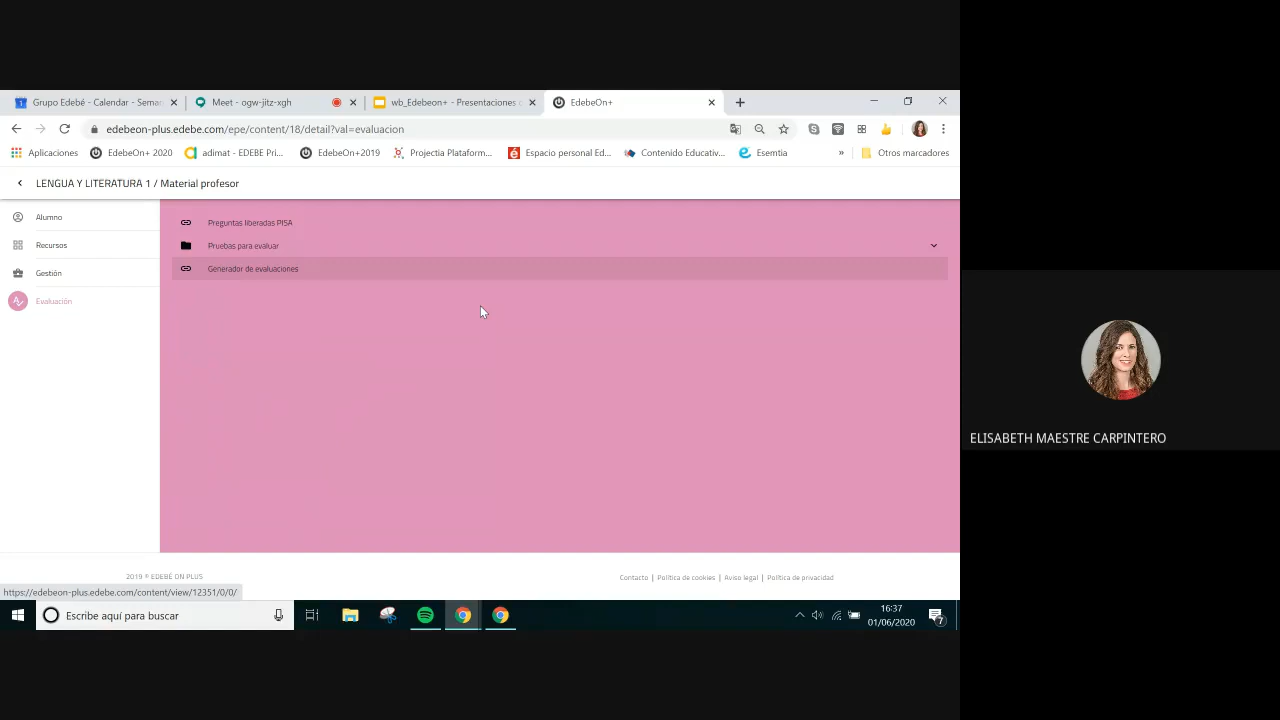 Grupo Edebé - Calendar - Sema
Meet - ogw-jitz-xgh
wb_Edebeon+ - Presentaciones
EdebeOn+
edebeon-plus.edebe.com/epe/content/18/detail?val=evaluacion
Aplicaciones
EdebeOn+ 2020
adimat - EDEBE Pri...
EdebeOn+2019
Projectia Plataform...
Espacio personal Ed...
Contenido Educativ...
Esemtia
»
Otros marcadores
LENGUA Y LITERATURA 1 / Material profesor
Alumno
Recursos
Gestión
Evaluación
Preguntas liberadas PISA
Pruebas para evaluar
Generador de evaluaciones
ELISABETH MAESTRE CARPINTERO
2019 © EDEBÉ ON PLUS
Contacto | Política de cookies | Aviso legal | Política de privacidad
https://edebeon-plus.edebe.com/content/view/12351/0/0/
Escribe aquí para buscar
16:37
01/06/2020
7